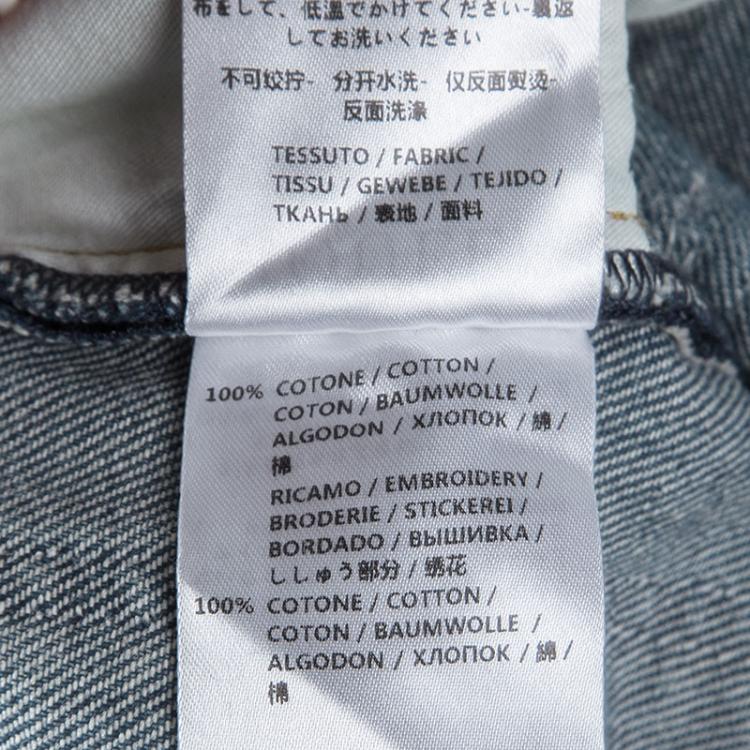 布をして、低温でかけてください-裏返
してお洗いください
不可绞拧- 分开水洗- 仅反面熨烫-
反面洗涤
TESSUTO / FABRIC /
TISSU / GEWEBE / TEJIDO /
ТКАНЬ / 表地 / 面料
100% COTONE / COTTON /
COTON / BAUMWOLLE /
ALGODON / ХЛОПОК / 綿 /
棉
RICAMO / EMBROIDERY /
BRODERIE / STICKEREI /
BORDADO / ВЫШИВКА /
ししゅう部分 / 绣花
100% COTONE / COTTON /
COTON / BAUMWOLLE /
ALGODON / ХЛОПОК / 綿 /
棉